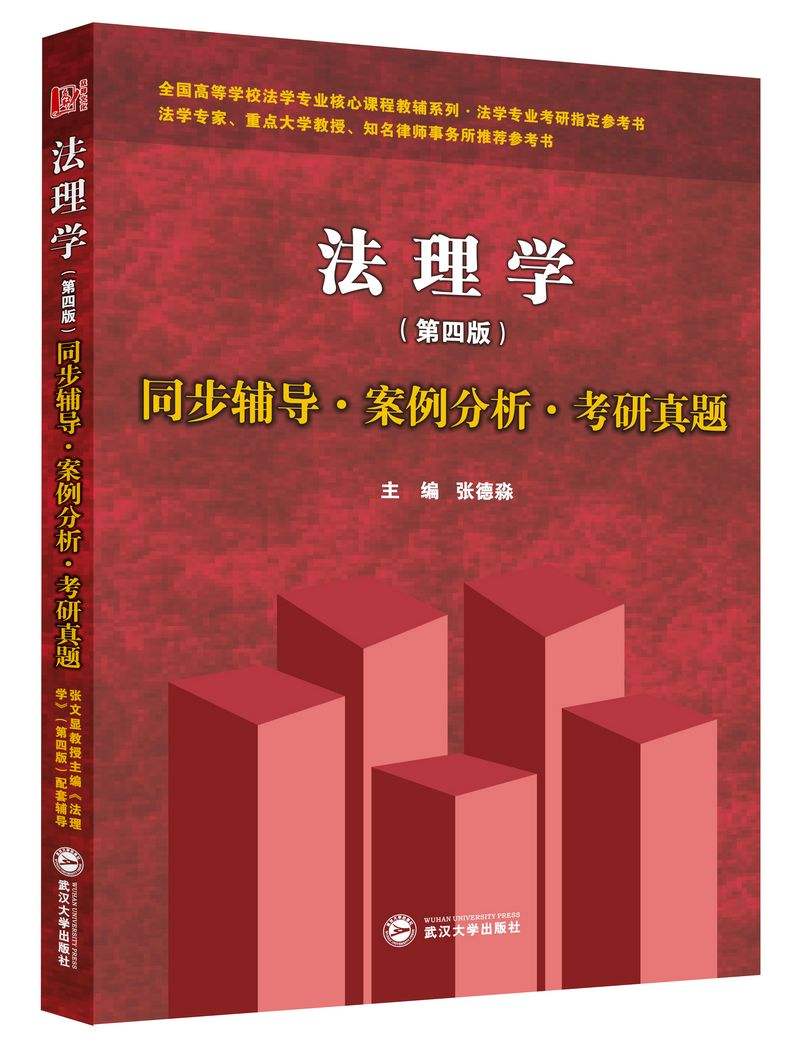 全国高等学校法学专业核心课程教辅系列·法学专业考研指定参考书
法学专家、重点大学教授、知名律师事务所推荐参考书
法理学
(第四版)
同步辅导·案例分析·考研真题
主 编 张德淼
WUHAN UNIVERSITY PRESS
武汉大学出版社
法理学
(第四版)
同步辅导·案例分析·考研真题
张文显教授主编《法理
学》(第四版)配套辅导
WUHAN UNIVERSITY PRESS
武汉大学出版社